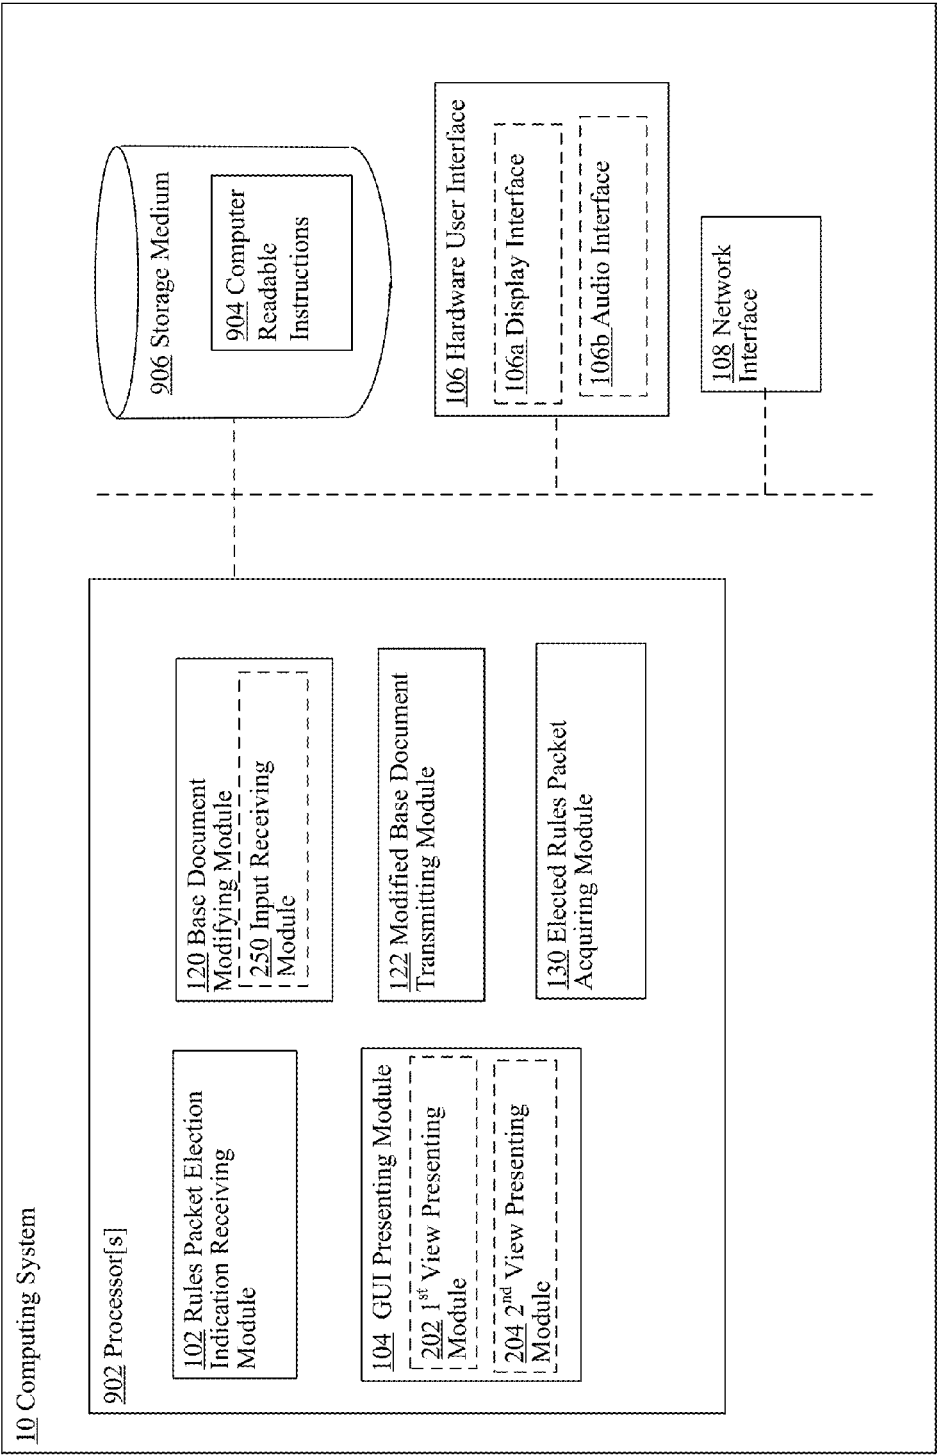 10 Computing System
902 Processor[s]
102 Rules Packet Election
Indication Receiving
Module
104 GUI Presenting Module
202 1st View Presenting
Module
204 2nd View Presenting
Module
120 Base Document
Modifying Module
250 Input Receiving
Module
122 Modified Base Document
Transmitting Module
130 Elected Rules Packet
Acquiring Module
906 Storage Medium
904 Computer
Readable
Instructions
106 Hardware User Interface
106a Display Interface
106b Audio Interface
108 Network
Interface